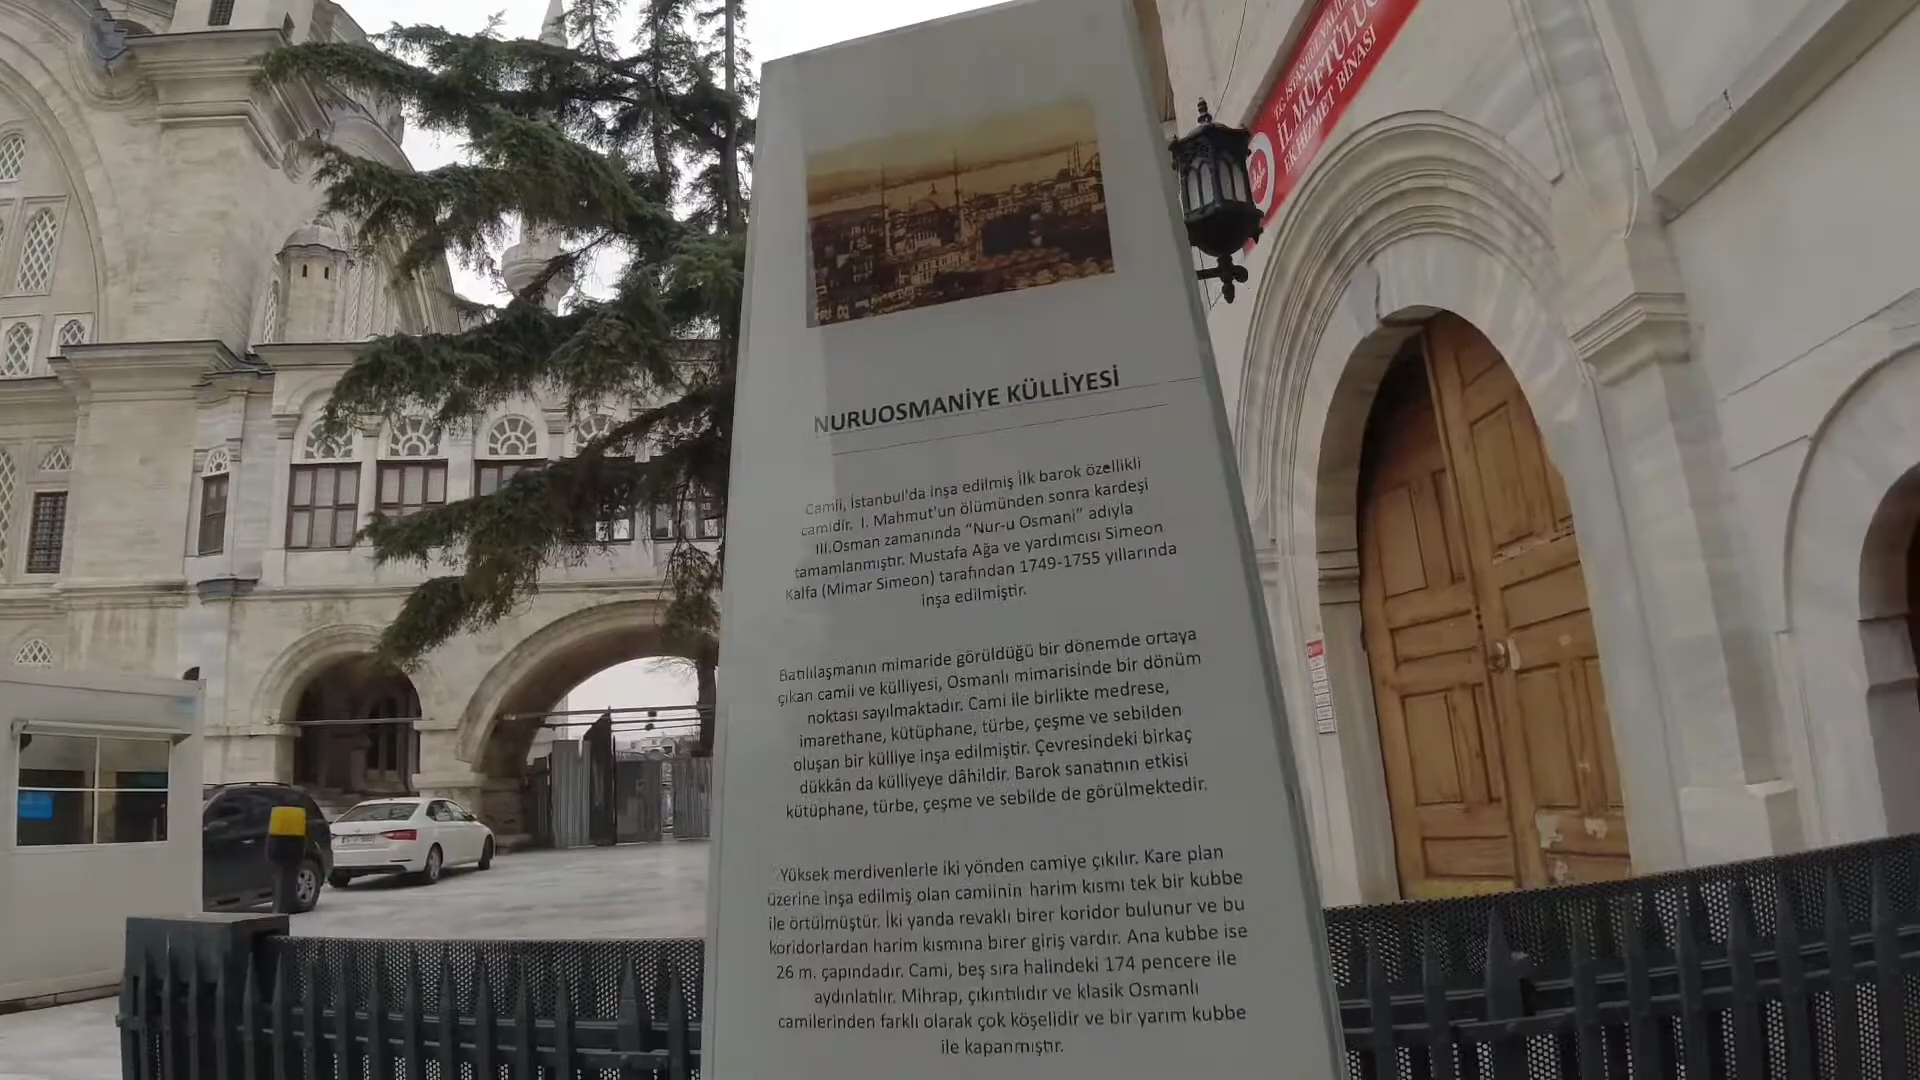 T.C. İSTANBUL VALİLİ
İL MÜFTÜLÜĞ
EK HİZMET BİNASI
NURUOSMANİYE KÜLLİYESİ
Camii, İstanbul'da inşa edilmiş ilk barok özellikli
camidir. I. Mahmut'un ölümünden sonra kardeşi
III.Osman zamanında "Nur-u Osmani" adıyla
tamamlanmıştır. Mustafa Ağa ve yardımcısı Simeon
Kalfa (Mimar Simeon) tarafından 1749-1755 yıllarında
inşa edilmiştir.
Batılılaşmanın mimaride görüldüğü bir dönemde ortaya
çıkan camii ve külliyesi, Osmanlı mimarisinde bir dönüm
noktası sayılmaktadır. Cami ile birlikte medrese,
imarethane, kütüphane, türbe, çeşme ve sebilden
oluşan bir külliye inşa edilmiştir. Çevresindeki birkaç
dükkân da külliyeye dâhildir. Barok sanatının etkisi
kütüphane, türbe, çeşme ve sebilde de görülmektedir.
Yüksek merdivenlerle iki yönden camiye çıkılır. Kare plan
üzerine inşa edilmiş olan camiinin harim kısmı tek bir kubbe
ile örtülmüştür. İki yanda revaklı birer koridor bulunur ve bu
koridorlardan harim kısmına birer giriş vardır. Ana kubbe ise
26 m. çapındadır. Cami, beş sıra halindeki 174 pencere ile
aydınlatılır. Mihrap, çıkıntılıdır ve klasik Osmanlı
camilerinden farklı olarak çok köşelidir ve bir yarım kubbe
ile kapanmıştır.